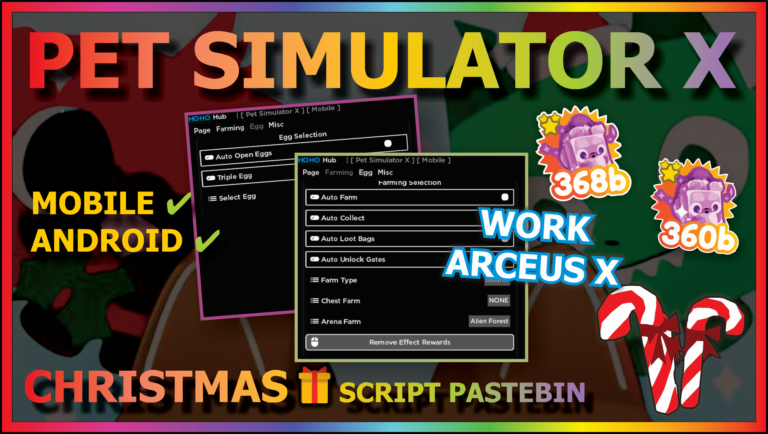 PET SIMULATOR X
HOHO Hub | [ Pet Simulator X ] [ Mobile ]
Page Farming Egg Misc
Egg Selection
Auto Open Eggs
Triple Egg
Select Egg
HOHO Hub | [ Pet Simulator X ] [ Mobile ]
Page Farming Egg Misc
Farming Selection
Auto Farm
Auto Collect
Auto Loot Bags
Auto Unlock Gates
Farm Type
Chest Farm NONE
Arena Farm Alien Forest
Remove Effect Rewards
368b
360b
MOBILE ✓
ANDROID ✓
WORK
ARCEUS X
CHRISTMAS 🎁 SCRIPT PASTEBIN